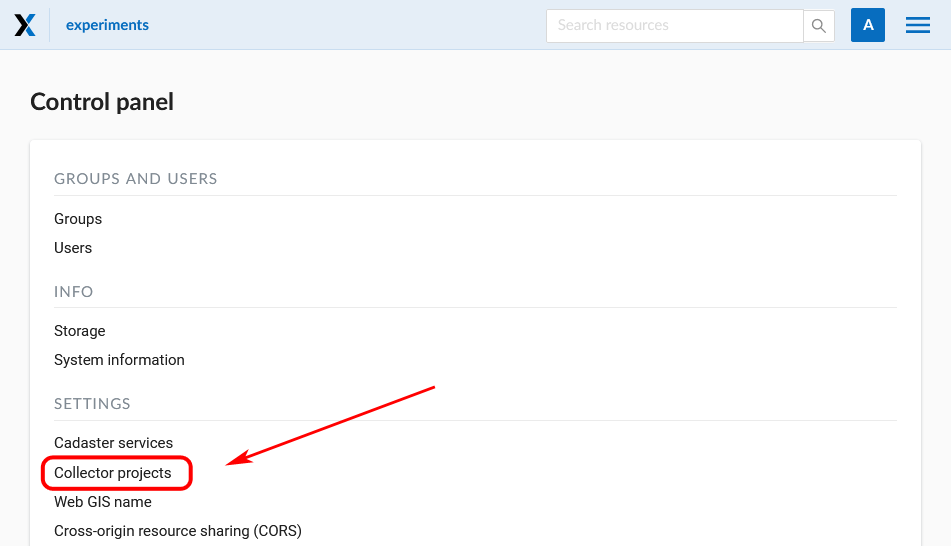 experiments
Search resources
A
Control panel
GROUPS AND USERS
Groups
Users
INFO
Storage
System information
SETTINGS
Cadaster services
Collector projects
Web GIS name
Cross-origin resource sharing (CORS)